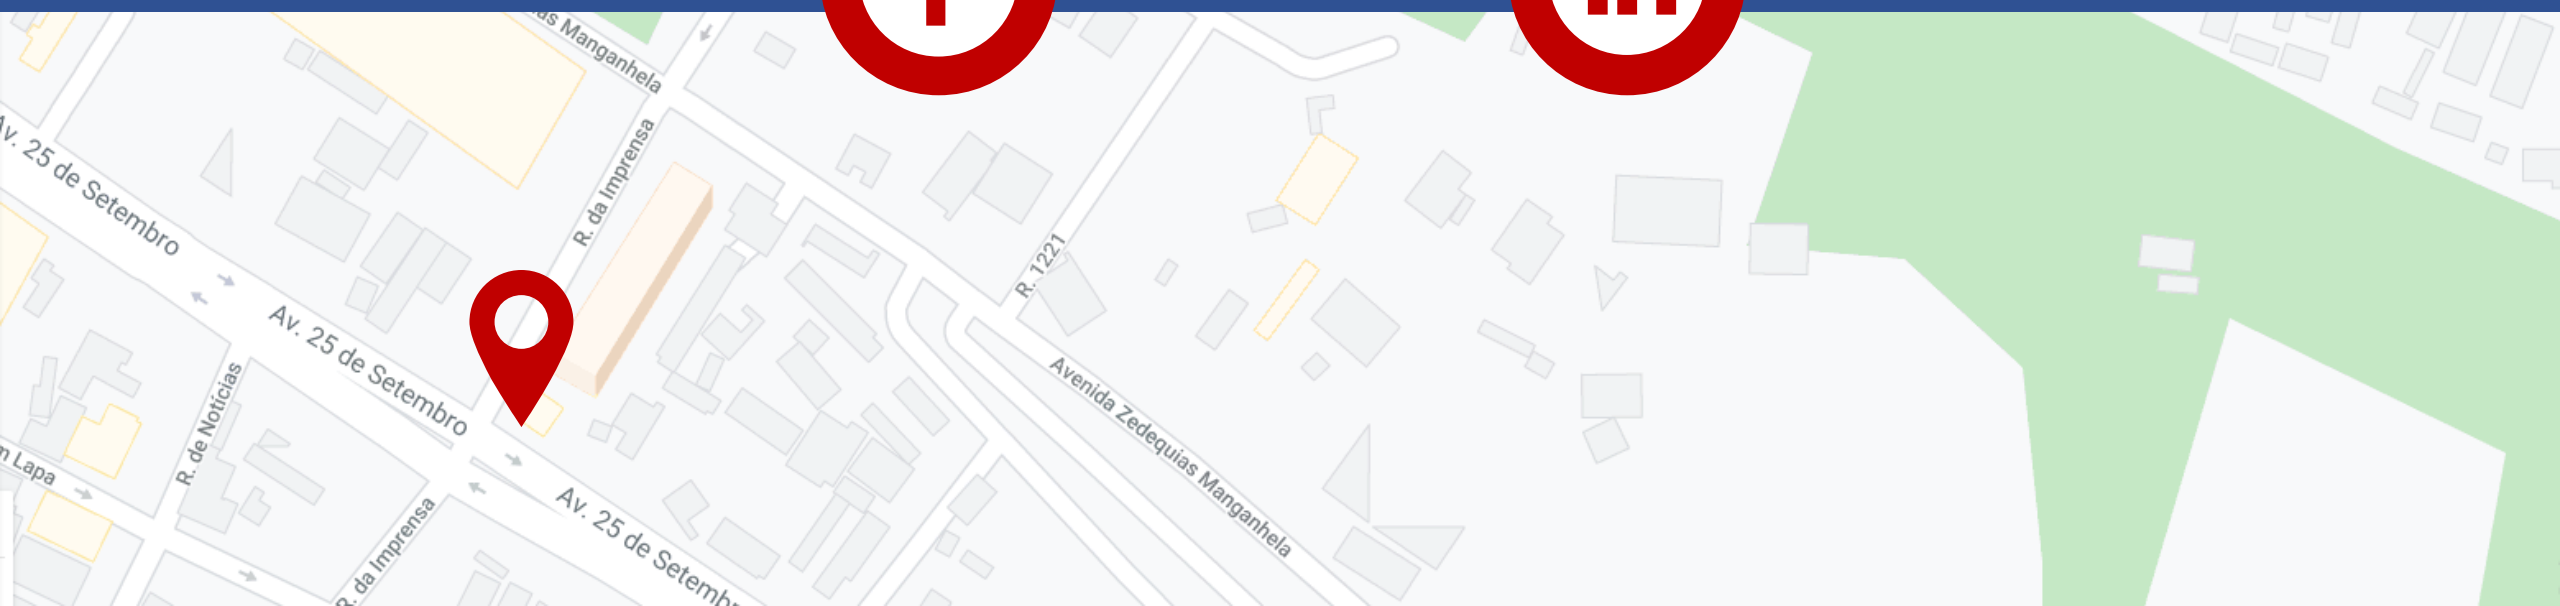 Manganhela
R. da Imprensa
Av. 25 de Setembro
R. 1221
Av. 25 de Setembro
Avenida Zedequias Manganhela
R. de Notícias
Lapa
Av. 25 de Setemb
R. da Imprensa